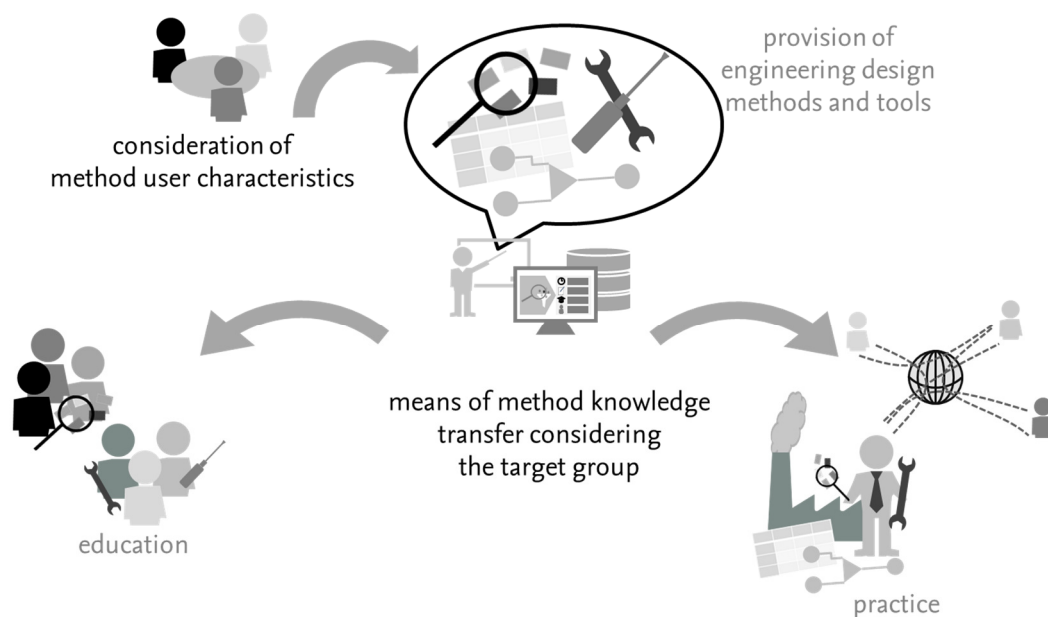 provision of
engineering design
methods and tools
consideration of
method user characteristics
means of method knowledge
transfer considering
the target group
education
practice